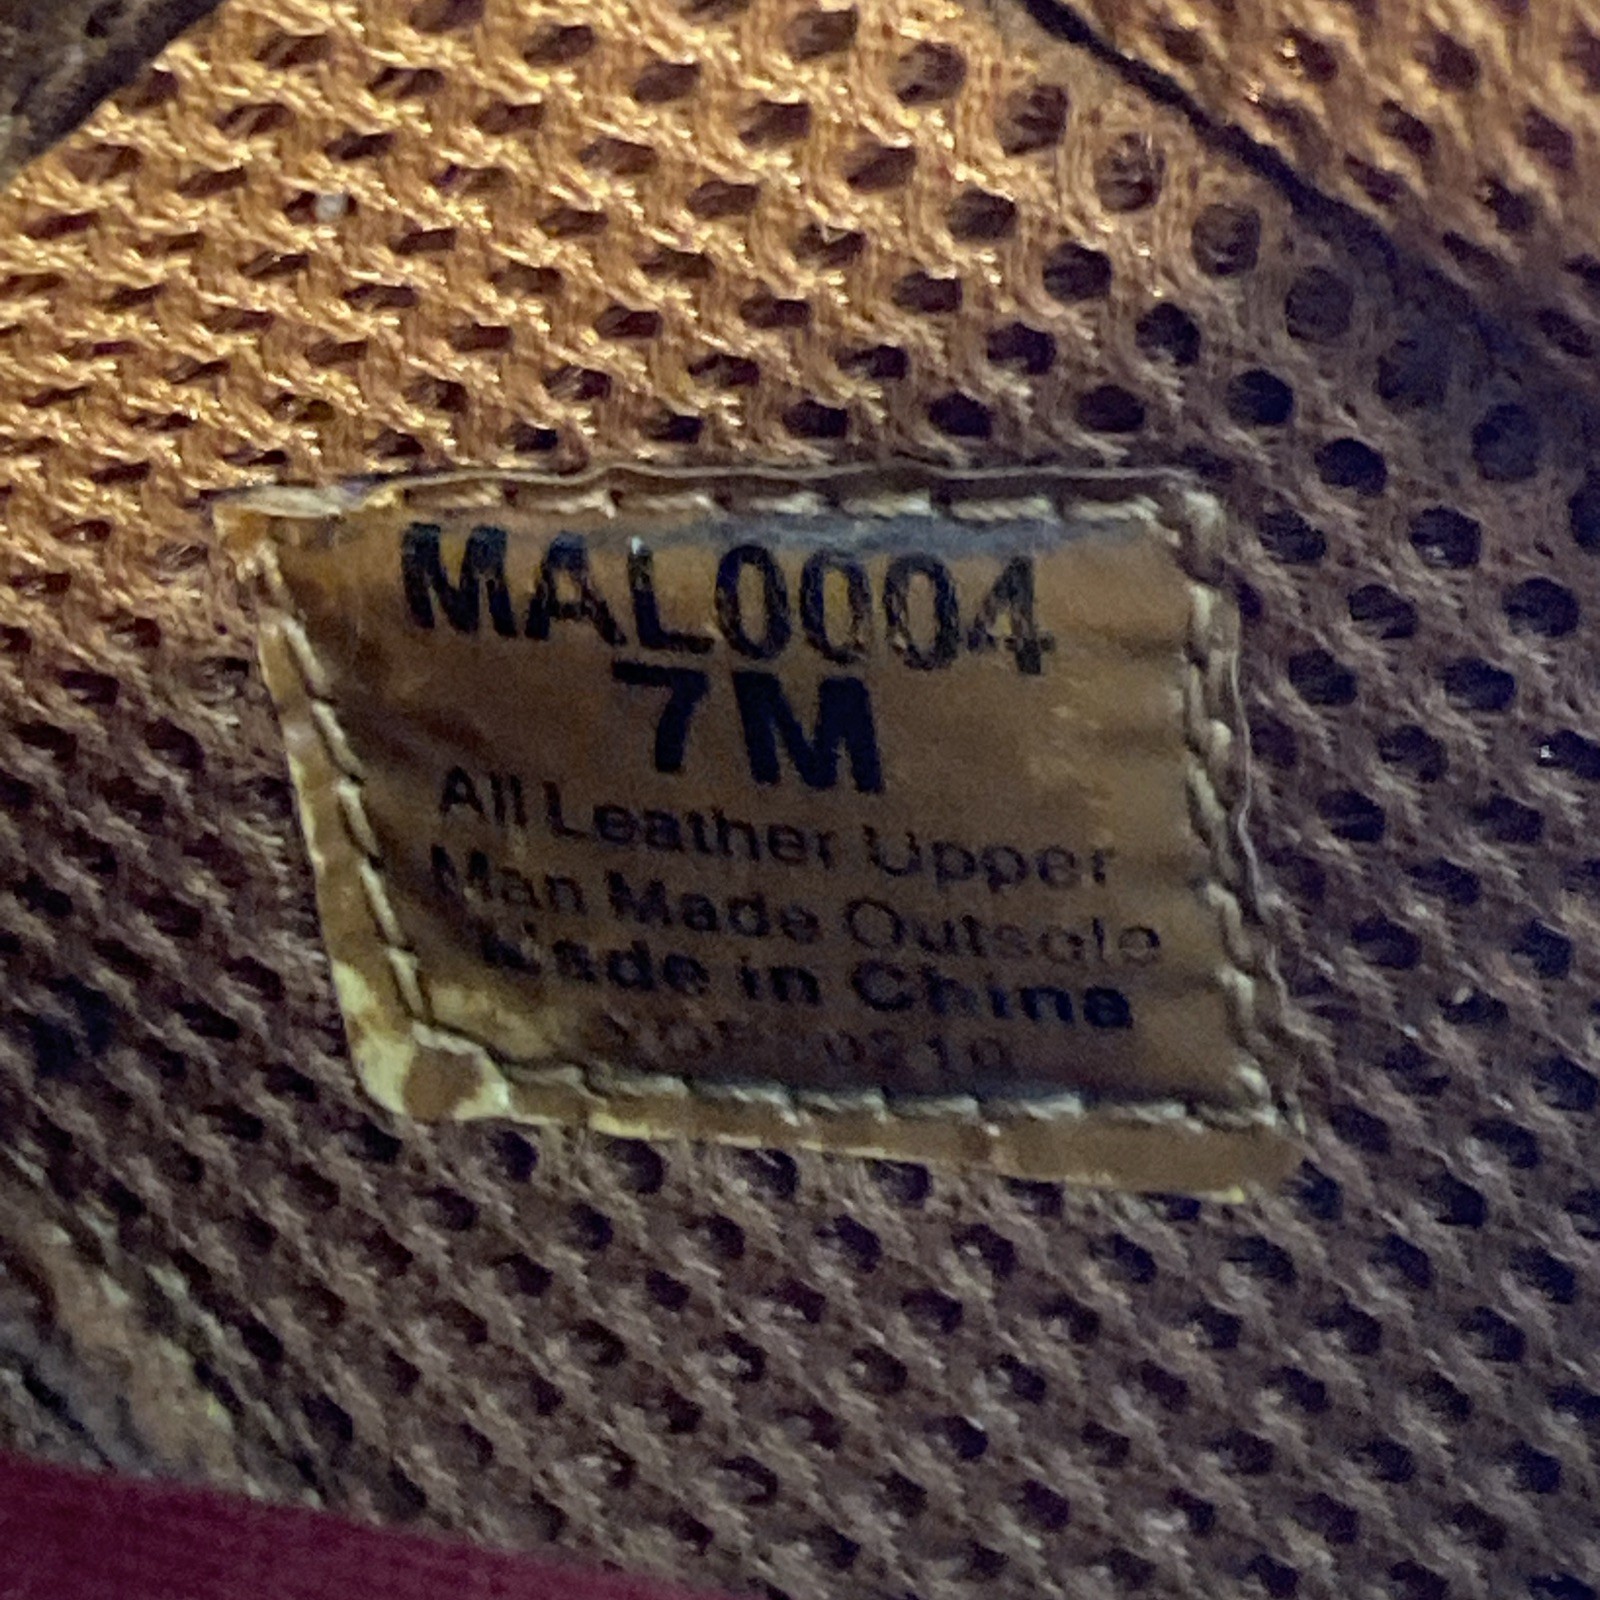 MAL0004
7M
All Leather Upper
Man Made Outsole
Made in China